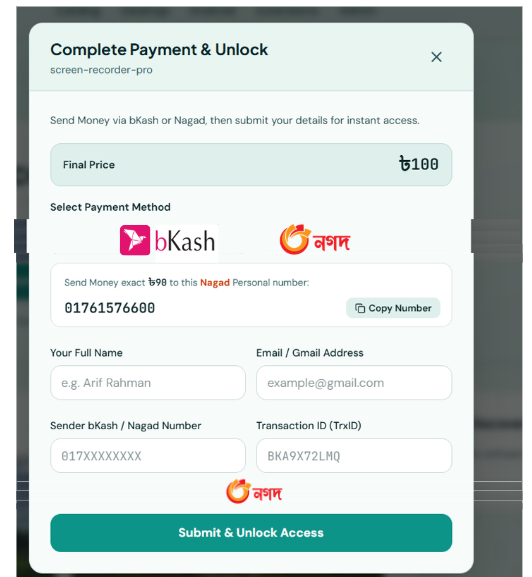 Complete Payment & Unlock
screen-recorder-pro
Send Money via bKash or Nagad, then submit your details for instant access.
Final Price ৳100
Select Payment Method
bKash নগদ
Send Money exact ৳90 to this Nagad Personal number:
01761576600 Copy Number
Your Full Name Email / Gmail Address
e.g. Arif Rahman example@gmail.com
Sender bKash / Nagad Number Transaction ID (TrxID)
017XXXXXXXX BKA9X72LMQ
নগদ
Submit & Unlock Access